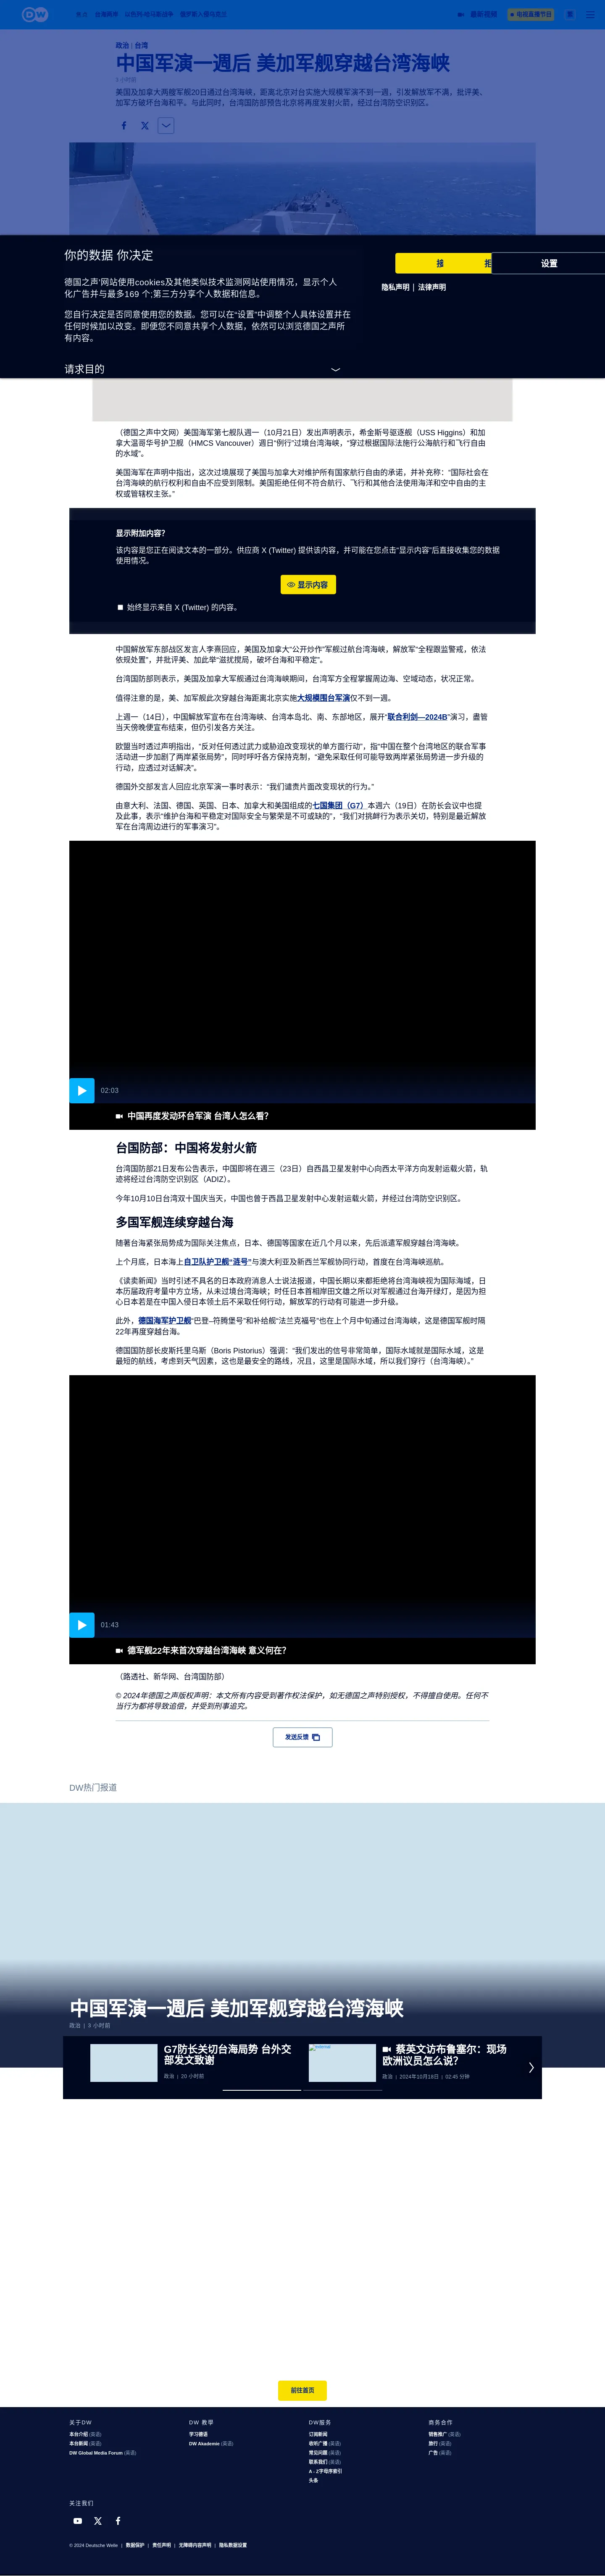 DW
台海局势
以色列-哈马斯战争
俄罗斯入侵乌克兰
最新视频
电视直播节目
政治 | 台湾
中国军演一週后 美加军舰穿越台湾海峡
3 小时前
美国及加拿大两艘军舰20日通过台湾海峡，距离北京对台实施大规模军演不到一週，引发解放军不满，批评美、
加军方破坏台海和平。与此同时，台湾国防部预告北京将再度发射火箭，经过台湾防空识别区。
你的数据 你决定
德国之声'网站使用cookies及其他类似技术监测网站使用情况，显示个人
化广告并与最多169 个;第三方分享个人数据和信息。
您自行决定是否同意使用您的数据。您可以在“设置”中调整个人具体设置并在
任何时候加以改变。即便您不同意共享个人数据，依然可以浏览德国之声所
有内容。
请求目的
接
拒
设置
隐私声明 | 法律声明
（德国之声中文网）美国海军第七舰队週一（10月21日）发出声明表示，希金斯号驱逐舰（USS Higgins）和加
拿大温哥华号护卫舰（HMCS Vancouver）週日“例行”过境台湾海峡，“穿过根据国际法施行公海航行和飞行自由
的水域”。
美国海军在声明中指出，这次过境展现了美国与加拿大对维护所有国家航行自由的承诺，并补充称：“国际社会在
台湾海峡的航行权利和自由不应受到限制。美国拒绝任何不符合航行、飞行和其他合法使用海洋和空中自由的主
权或管辖权主张。”
显示附加内容？
该内容是您正在阅读文本的一部分。供应商 X (Twitter) 提供该内容，并可能在您点击“显示内容”后直接收集您的数据
使用情况。
显示内容
始终显示来自 X (Twitter) 的内容。
中国解放军东部战区发言人李熹回应，美国及加拿大“公开炒作”军舰过航台湾海峡，解放军“全程跟监警戒，依法
依规处置”，并批评美、加此举“滋扰搅局，破坏台海和平稳定”。
台湾国防部则表示，美国及加拿大军舰通过台湾海峡期间，台湾军方全程掌握周边海、空域动态，状况正常。
值得注意的是，美、加军舰此次穿越台海距离北京实施大规模围台军演仅不到一週。
上週一（14日），中国解放军宣布在台湾海峡、台湾本岛北、南、东部地区，展开“联合利剑—2024B”演习，盡管
当天傍晚便宣布结束，但仍引发各方关注。
欧盟当时透过声明指出，“反对任何透过武力或胁迫改变现状的单方面行动”，指“中国在整个台湾地区的联合军事
活动进一步加剧了两岸紧张局势”，同时呼吁各方保持克制，“避免采取任何可能导致两岸紧张局势进一步升级的
行动，应透过对话解决”。
德国外交部发言人回应北京军演一事时表示：“我们谴责片面改变现状的行为。”
由意大利、法国、德国、英国、日本、加拿大和美国组成的七国集团（G7）本週六（19日）在防长会议中也提
及此事，表示“维护台海和平稳定对国际安全与繁荣是不可或缺的”，“我们对挑衅行为表示关切，特别是最近解放
军在台湾周边进行的军事演习”。
02:03
中国再度发动环台军演 台湾人怎么看？
台国防部：中国将发射火箭
台湾国防部21日发布公告表示，中国即将在週三（23日）自西昌卫星发射中心向西太平洋方向发射运载火箭，轨
迹将经过台湾防空识别区（ADIZ）。
今年10月10日台湾双十国庆当天，中国也曾于西昌卫星发射中心发射运载火箭，并经过台湾防空识别区。
多国军舰连续穿越台海
随著台海紧张局势成为国际关注焦点，日本、德国等国家在近几个月以来，先后派遣军舰穿越台湾海峡。
上个月底，日本海上自卫队护卫舰“涟号”与澳大利亚及新西兰军舰协同行动，首度在台湾海峡巡航。
《读卖新闻》当时引述不具名的日本政府消息人士说法报道，中国长期以来都拒绝将台湾海峡视为国际海域，日
本历届政府考量中方立场，从未过境台湾海峡；时任日本首相岸田文雄之所以对军舰通过台海开绿灯，是因为担
心日本若是在中国入侵日本领土后不采取任何行动，解放军的行动有可能进一步升级。
此外，德国海军护卫舰“巴登–符腾堡号”和补给舰“法兰克福号”也在上个月中旬通过台湾海峡，这是德国军舰时隔
22年再度穿越台海。
德国国防部长皮斯托里乌斯（Boris Pistorius）强调：“我们发出的信号非常简单，国际水域就是国际水域，这是
最短的航线，考虑到天气因素，这也是最安全的路线，况且，这里是国际水域，所以我们穿行（台湾海峡）。”
01:43
德军舰22年来首次穿越台湾海峡 意义何在？
（路透社、新华网、台湾国防部）
© 2024年德国之声版权声明：本文所有内容受到著作权法保护，如无德国之声特别授权，不得擅自使用。任何不
当行为都将导致追偿，并受到刑事追究。
发送反馈
DW热门报道
中国军演一週后 美加军舰穿越台湾海峡
政治 | 3 小时前
G7防长关切台海局势 台外交
部发文致谢
政治 | 20 小时前
蔡英文访布鲁塞尔：现场
欧洲议员怎么说？
政治 | 2024年10月18日 | 02:45 分钟
前往首页
关于DW
本台介绍 (英语)
本台新闻 (英语)
DW Global Media Forum (英语)
DW 教學
学习德语
DW Akademie (英语)
DW服务
订阅新闻
收听广播 (英语)
常见问题 (英语)
联系我们 (英语)
A - Z字母序索引
头条
商务合作
销售推广 (英语)
旅行 (英语)
广告 (英语)
关注我们
© 2024 Deutsche Welle | 数据保护 | 责任声明 | 无障碍内容声明 | 隐私数据设置